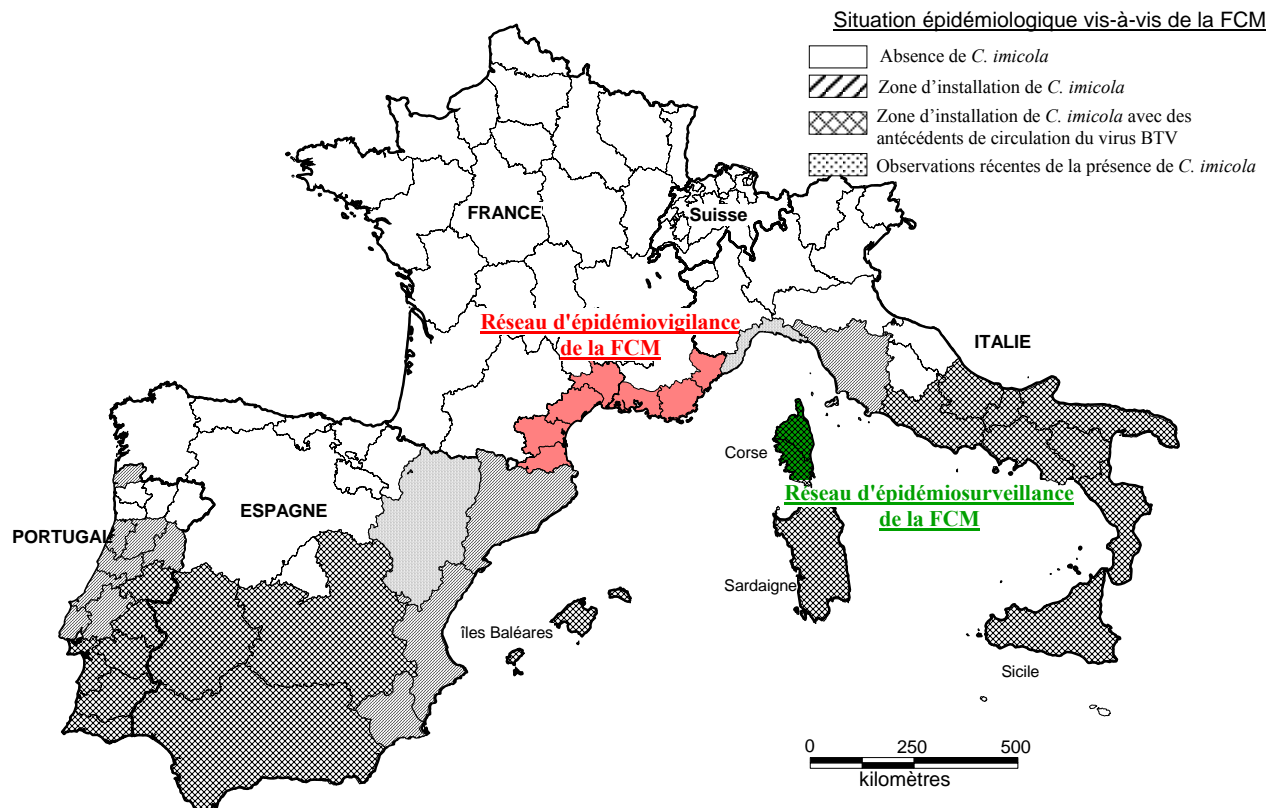 Situation épidémiologique vis-à-vis de la FCM
Absence de C. imicola
Zone d'installation de C. imicola
Zone d'installation de C. imicola avec des
antécédents de circulation du virus BTV
Observations récentes de la présence de C. imicola
FRANCE
Suisse
Réseau d'épidémiovigilance
de la FCM
ITALIE
Corse
Réseau d'épidémiosurveillance
de la FCM
ESPAGNE
PORTUGAL
Sardaigne
îles Baléares
Sicile
0 250 500
kilomètres